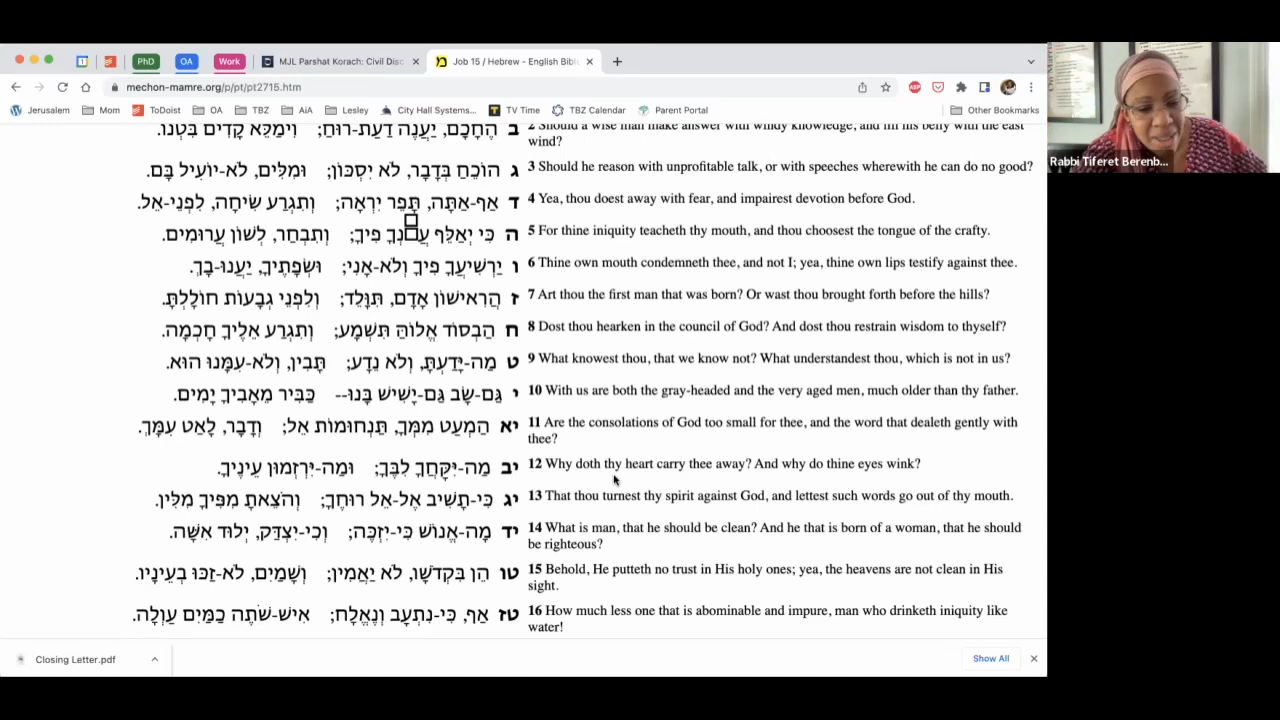 PhD
OA
Work
MJL Parshat Korach: Civil Disc
Job 15 / Hebrew - English Bibl
mechon-mamre.org/p/pt/pt2715.htm
Jerusalem
Mom
ToDoist
OA
TBZ
AiA
Lesley
City Hall Systems...
TV Time
TBZ Calendar
Parent Portal
Other Bookmarks
Rabbi Tiferet Berenb...
ב הֶחָכָם, יַעֲנֶה דַעַת-רוּחַ; וִימַלֵּא קָדִים בִּטְנוֹ.
2 Should a wise man make answer with windy knowledge, and fill his belly with the east
wind?
ג הוֹכֵחַ בְּדָבָר, לֹא יִסְכּוֹן; וּמִלִּים, לֹא-יוֹעִיל בָּם.
3 Should he reason with unprofitable talk, or with speeches wherewith he can do no good?
ד אַף-אַתָּה, תָּפֵר יִרְאָה; וְתִגְרַע שִׂיחָה, לִפְנֵי-אֵל.
4 Yea, thou doest away with fear, and impairest devotion before God.
ה כִּי יְאַלֵּף עֲוֺנְךָ פִיךָ; וְתִבְחַר, לְשׁוֹן עֲרוּמִים.
5 For thine iniquity teacheth thy mouth, and thou choosest the tongue of the crafty.
ו יַרְשִׁיעֲךָ פִיךָ וְלֹא-אָנִי; וּשְׂפָתֶיךָ, יַעֲנוּ-בָךְ.
6 Thine own mouth condemneth thee, and not I; yea, thine own lips testify against thee.
ז הֲרִאישׁוֹן אָדָם, תִּוָּלֵד; וְלִפְנֵי גְבָעוֹת חוֹלָלְתָּ.
7 Art thou the first man that was born? Or wast thou brought forth before the hills?
ח הַבְסוֹד אֱלוֹהַּ תִּשְׁמָע; וְתִגְרַע אֵלֶיךָ חָכְמָה.
8 Dost thou hearken in the council of God? And dost thou restrain wisdom to thyself?
ט מַה-יָּדַעְתָּ, וְלֹא נֵדָע; תָּבִין, וְלֹא-עִמָּנוּ הוּא.
9 What knowest thou, that we know not? What understandest thou, which is not in us?
י גַּם-שָׂב גַּם-יָשִׁישׁ בָּנוּ-- כַּבִּיר מֵאָבִיךָ יָמִים.
10 With us are both the gray-headed and the very aged men, much older than thy father.
יא הַמְעַט מִמְּךָ, תַּנְחוּמוֹת אֵל; וְדָבָר, לָאַט עִמָּךְ.
11 Are the consolations of God too small for thee, and the word that dealeth gently with
thee?
יב מַה-יִּקָּחֲךָ לִבֶּךָ; וּמַה-יִּרְזְמוּן עֵינֶיךָ.
12 Why doth thy heart carry thee away? And why do thine eyes wink?
יג כִּי-תָשִׁיב אֶל-אֵל רוּחֶךָ; וְהֹצֵאתָ מִפִּיךָ מִלִּין.
13 That thou turnest thy spirit against God, and lettest such words go out of thy mouth.
יד מָה-אֱנוֹשׁ כִּי-יִזְכֶּה; וְכִי-יִצְדַּק, יְלוּד אִשָּׁה.
14 What is man, that he should be clean? And he that is born of a woman, that he should
be righteous?
טו הֵן בִּקְדֹשָׁו, לֹא יַאֲמִין; וְשָׁמַיִם, לֹא-זַכּוּ בְעֵינָיו.
15 Behold, He putteth no trust in His holy ones; yea, the heavens are not clean in His
sight.
טז אַף, כִּי-נִתְעָב וְנֶאֱלָח; אִישׁ-שֹׁתֶה כַמַּיִם עַוְלָה.
16 How much less one that is abominable and impure, man who drinketh iniquity like
water!
Closing Letter.pdf
Show All